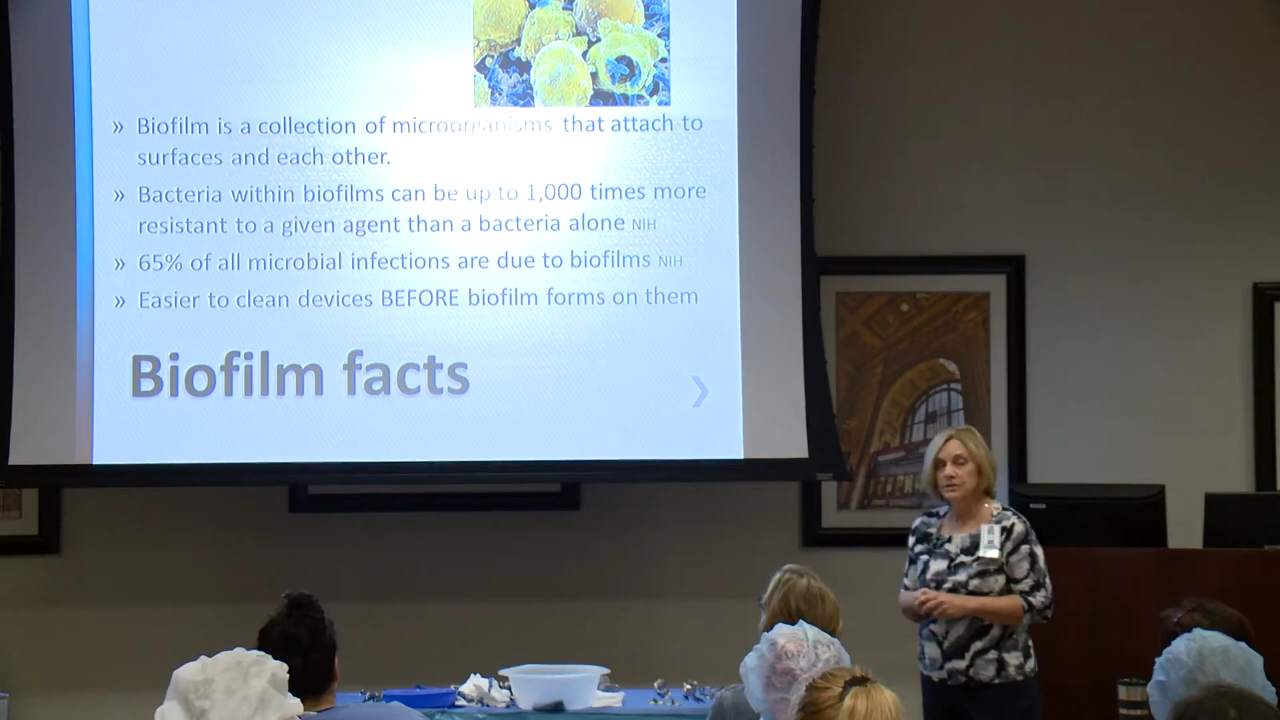 » Biofilm is a collection of microorganisms that attach to
surfaces and each other.
» Bacteria within biofilms can be up to 1,000 times more
resistant to a given agent than a bacteria alone NIH
» 65% of all microbial infections are due to biofilms NIH
» Easier to clean devices BEFORE biofilm forms on them
Biofilm facts